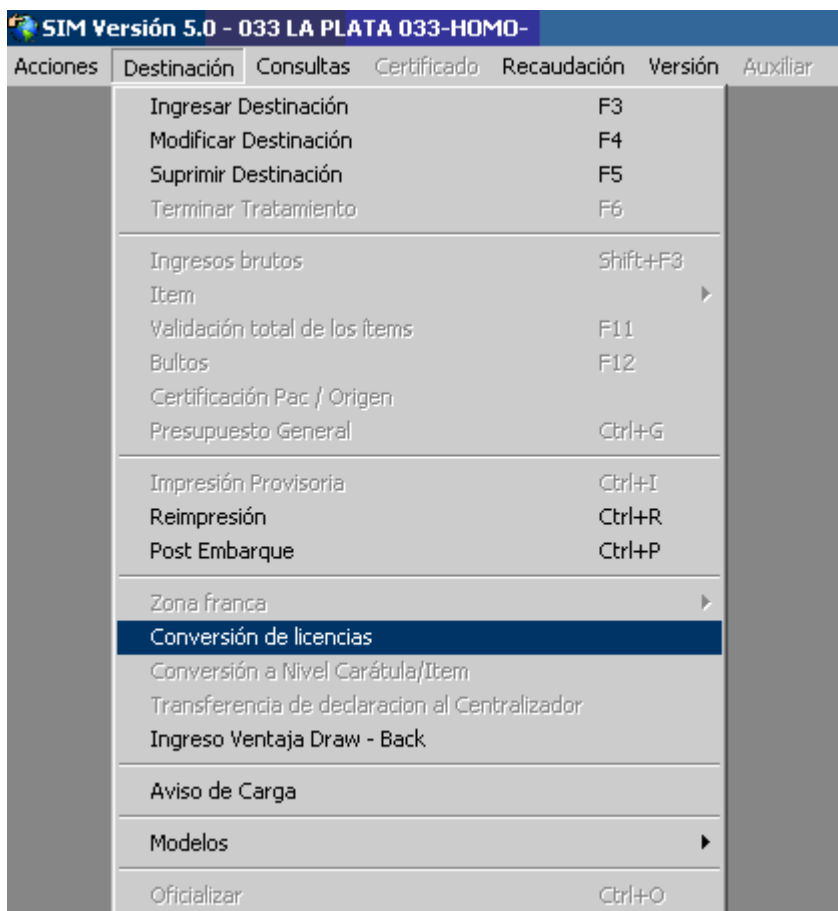 SIM Versión 5.0 - 033 LA PLATA 033-HOMO-
Acciones Destinación Consultas Certificado Recaudación Versión Auxiliar
Ingresar Destinación F3
Modificar Destinación F4
Suprimir Destinación F5
Terminar Tratamiento F6
Ingresos brutos Shift+F3
Item
Validación total de los ítems F11
Bultos F12
Certificación Pac / Origen
Presupuesto General Ctrl+G
Impresión Provisoria Ctrl+I
Reimpresión Ctrl+R
Post Embarque Ctrl+P
Zona franca
Conversión de licencias
Conversión a Nivel Carátula/Item
Transferencia de declaracion al Centralizador
Ingreso Ventaja Draw - Back
Aviso de Carga
Modelos
Oficializar Ctrl+O